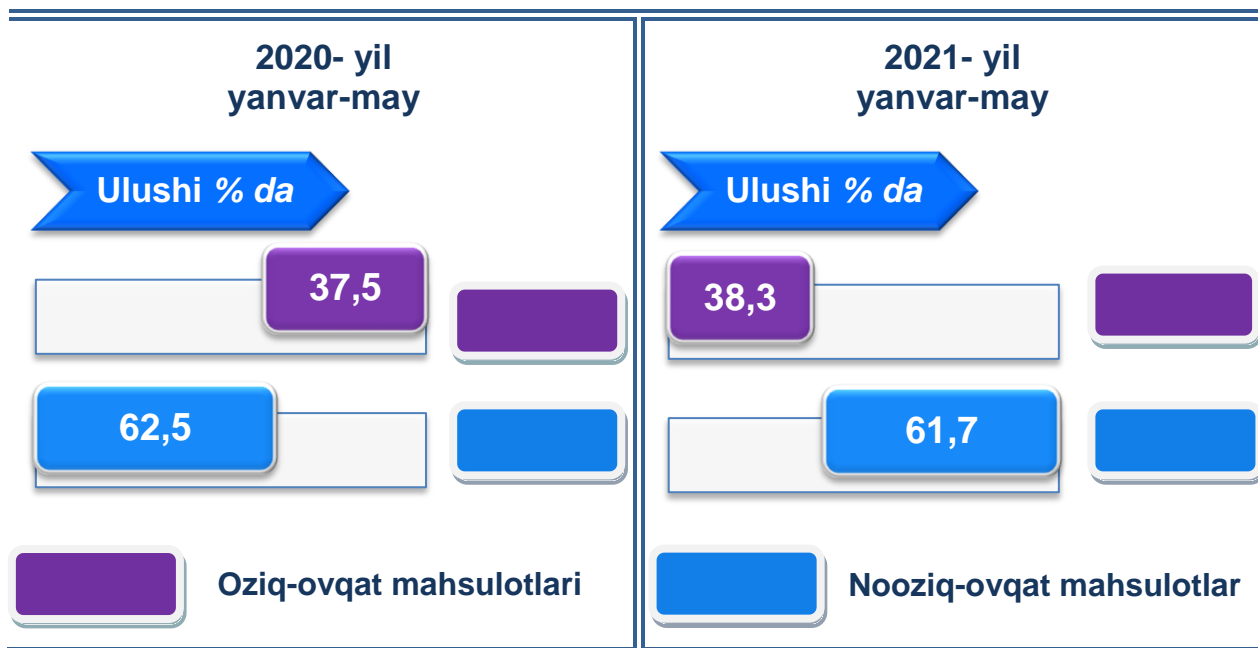 2020- yil
yanvar-may
Ulushi % da
37,5
62,5
2021- yil
yanvar-may
Ulushi % da
38,3
61,7
Oziq-ovqat mahsulotlari
Nooziq-ovqat mahsulotlar